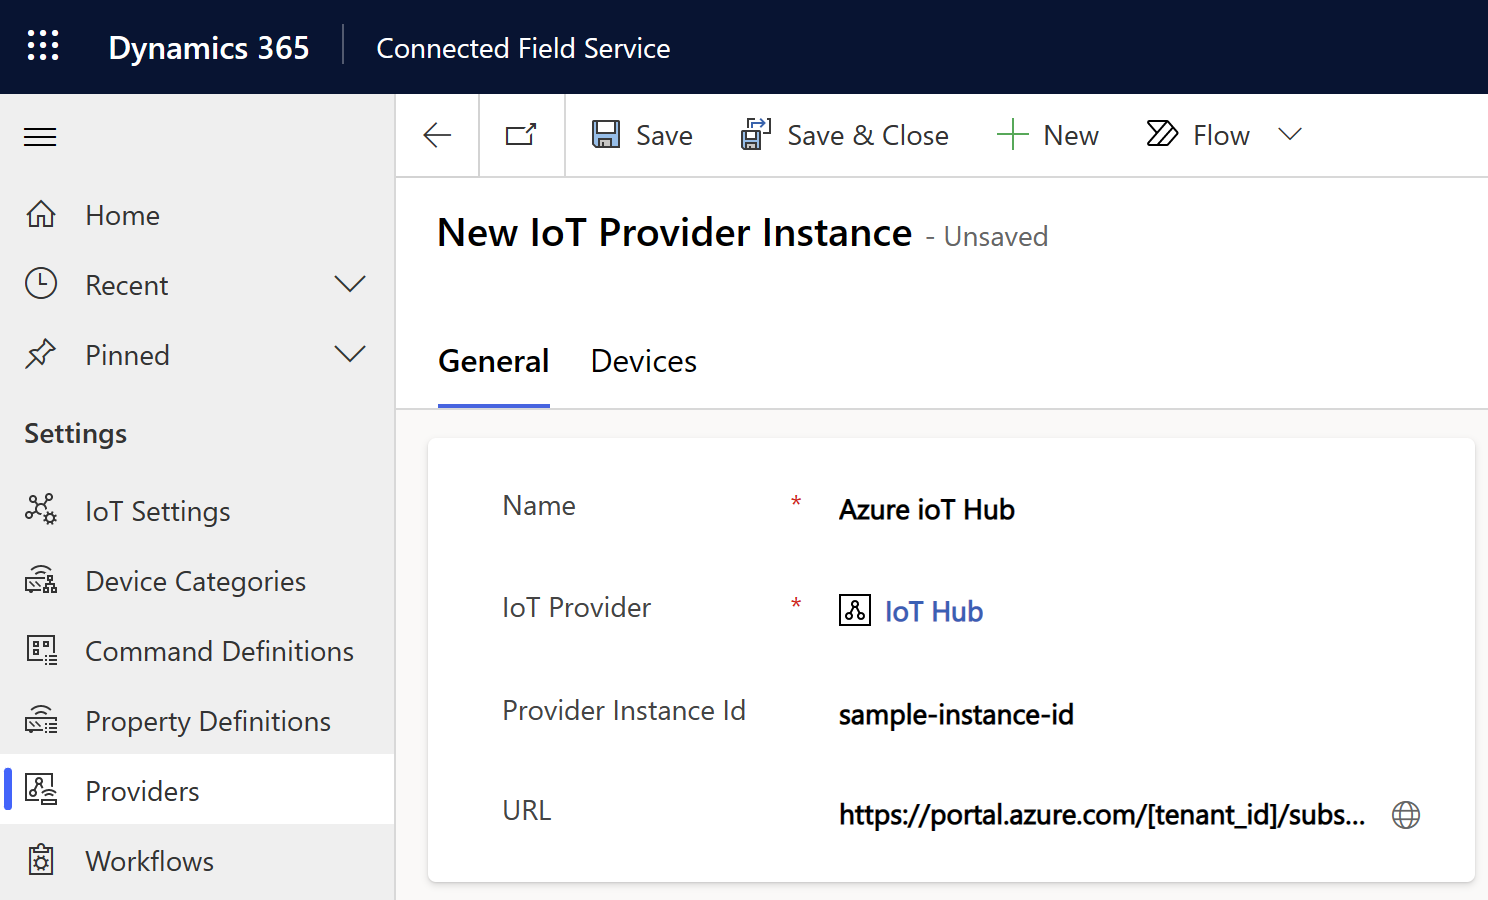 Dynamics 365 Connected Field Service
Save Save & Close New Flow
Home
Recent
Pinned
Settings
IoT Settings
Device Categories
Command Definitions
Property Definitions
Providers
Workflows
New IoT Provider Instance - Unsaved
General Devices
Name * Azure ioT Hub
IoT Provider * IoT Hub
Provider Instance Id sample-instance-id
URL https://portal.azure.com/[tenant_id]/subs...